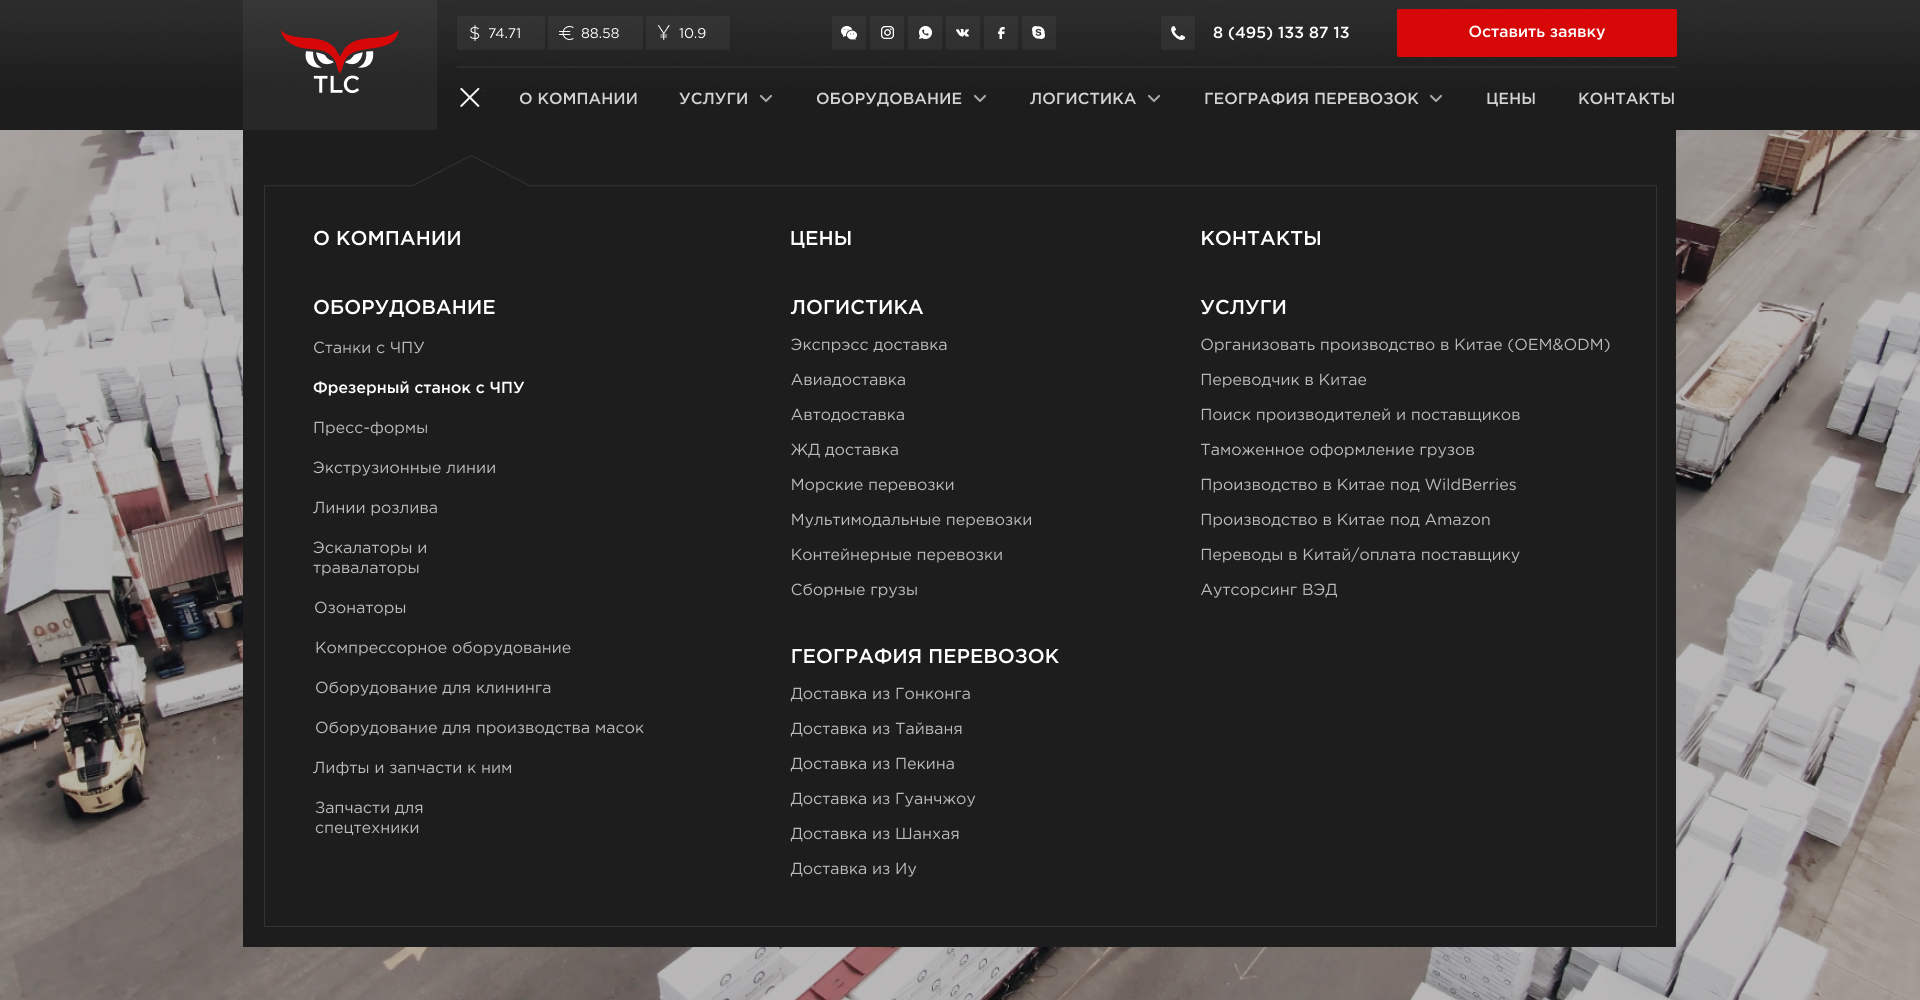 $ 74.71
€ 88.58
¥ 10.9
8 (495) 133 87 13
Оставить заявку
TLC
О КОМПАНИИ
УСЛУГИ
ОБОРУДОВАНИЕ
ЛОГИСТИКА
ГЕОГРАФИЯ ПЕРЕВОЗОК
ЦЕНЫ
КОНТАКТЫ
О КОМПАНИИ
ОБОРУДОВАНИЕ
Станки с ЧПУ
Фрезерный станок с ЧПУ
Пресс-формы
Экструзионные линии
Линии розлива
Эскалаторы и
травалаторы
Озонаторы
Компрессорное оборудование
Оборудование для клининга
Оборудование для производства масок
Лифты и запчасти к ним
Запчасти для
спецтехники
ЦЕНЫ
ЛОГИСТИКА
Экспрэсс доставка
Авиадоставка
Автодоставка
ЖД доставка
Морские перевозки
Мультимодальные перевозки
Контейнерные перевозки
Сборные грузы
ГЕОГРАФИЯ ПЕРЕВОЗОК
Доставка из Гонконга
Доставка из Тайваня
Доставка из Пекина
Доставка из Гуанчжоу
Доставка из Шанхая
Доставка из Иу
КОНТАКТЫ
УСЛУГИ
Организовать производство в Китае (OEM&ODM)
Переводчик в Китае
Поиск производителей и поставщиков
Таможенное оформление грузов
Производство в Китае под WildBerries
Производство в Китае под Amazon
Переводы в Китай/оплата поставщику
Аутсорсинг ВЭД